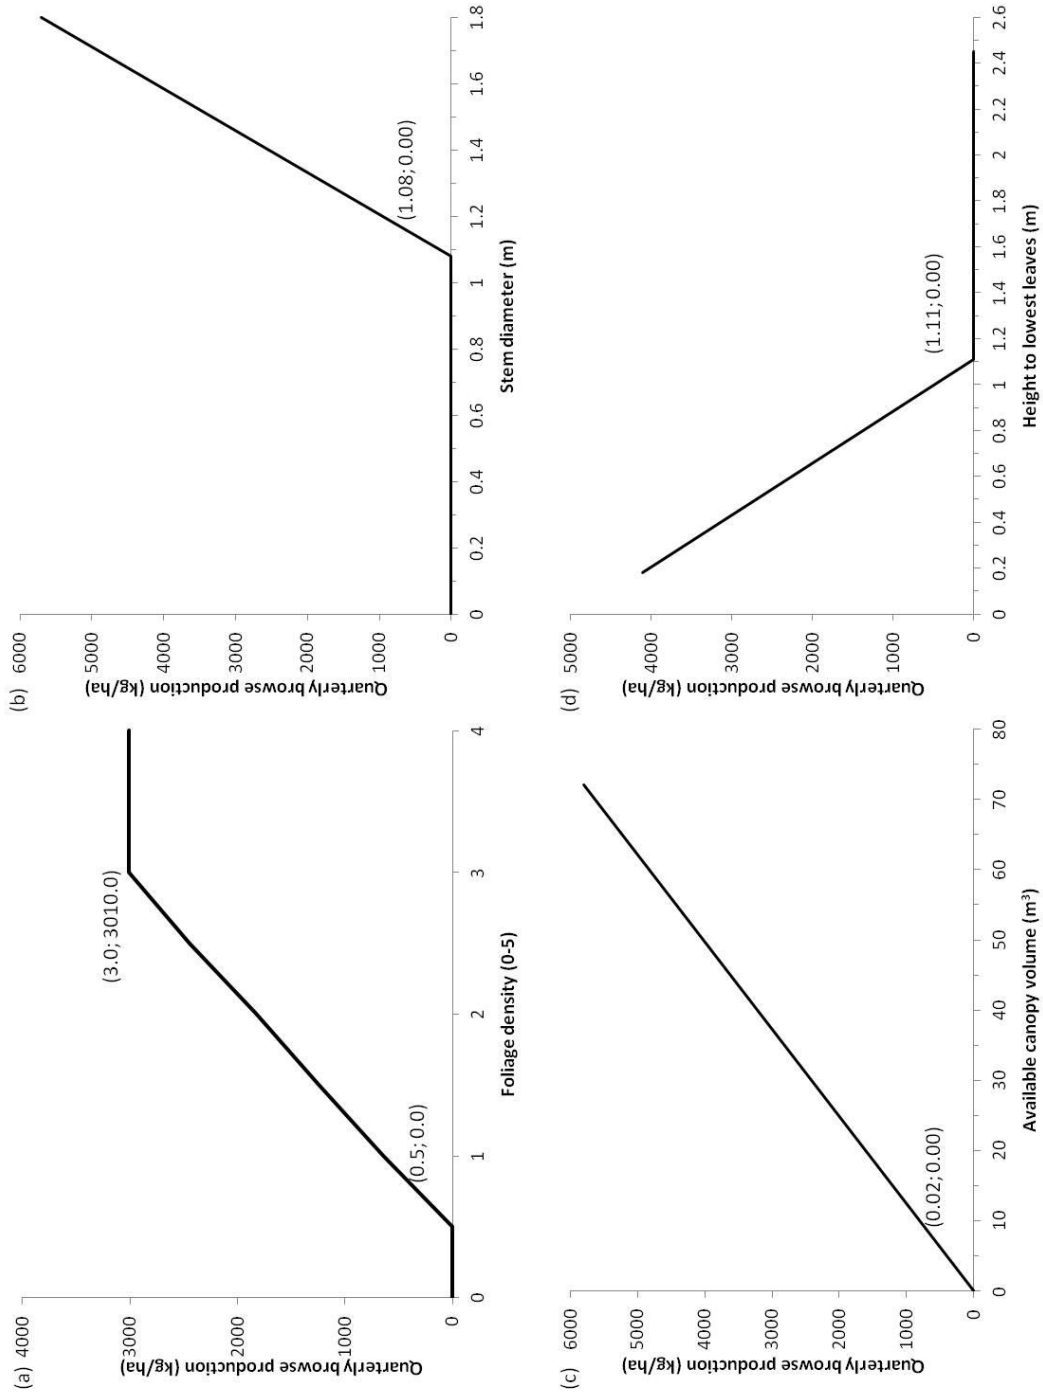 (a)
Quarterly browse production (kg/ha)
4000
3000
2000
1000
0
(3.0; 3010.0)
(0.5; 0.0)
0 1 2 3 4
Foliage density (0-5)
(b)
Quarterly browse production (kg/ha)
6000
5000
4000
3000
2000
1000
0
(1.08; 0.00)
0 0.2 0.4 0.6 0.8 1 1.2 1.4 1.6 1.8
Stem diameter (m)
(c)
Quarterly browse production (kg/ha)
6000
5000
4000
3000
2000
1000
0
(0.02; 0.00)
0 10 20 30 40 50 60 70 80
Available canopy volume (m³)
(d)
Quarterly browse production (kg/ha)
5000
4000
3000
2000
1000
0
(1.11; 0.00)
0 0.2 0.4 0.6 0.8 1 1.2 1.4 1.6 1.8 2 2.2 2.4 2.6
Height to lowest leaves (m)